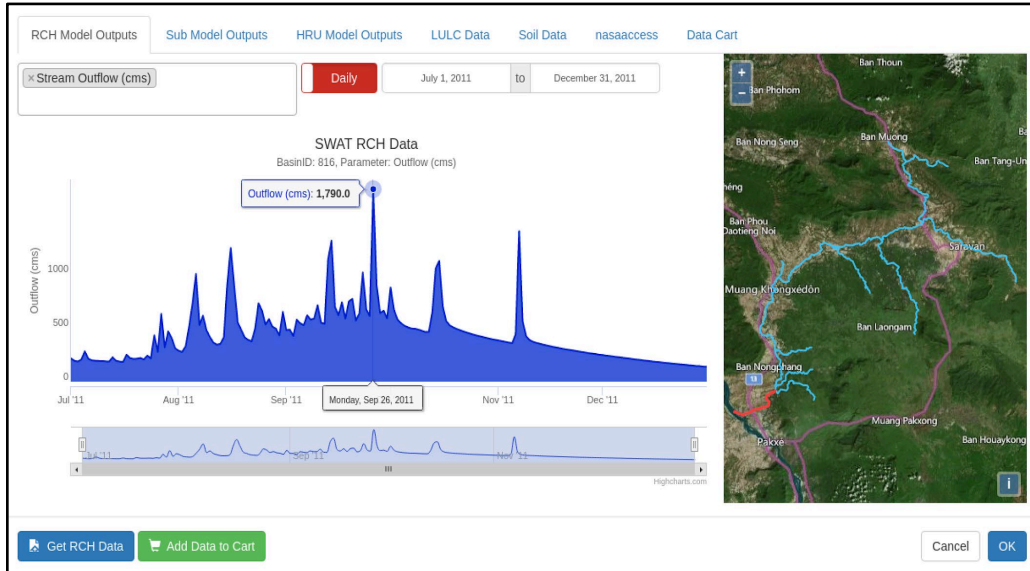 RCH Model Outputs
Sub Model Outputs
HRU Model Outputs
LULC Data
Soil Data
nasaaccess
Data Cart
×Stream Outflow (cms)
Daily
July 1, 2011
to
December 31, 2011
SWAT RCH Data
BasinID: 816, Parameter: Outflow (cms)
Outflow (cms): 1,790.0
Outflow (cms)
1000
500
0
Jul '11
Aug '11
Sep '11
Monday, Sep 26, 2011
Nov '11
Dec '11
Jul '11
Sep '11
Nov '11
Highcharts.com
+
−
Ban Thoun
Ban Phohom
Ban Muong
Ban Nong Seng
Ban Tang-Un
Ban Phou
Daotieng Noi
Saravan
Muang Khôngxédôn
Ban Laongam
Ban Nongphang
13
Muang Pakxong
Pakxé
Ban Houaykong
i
Get RCH Data
Add Data to Cart
Cancel
OK